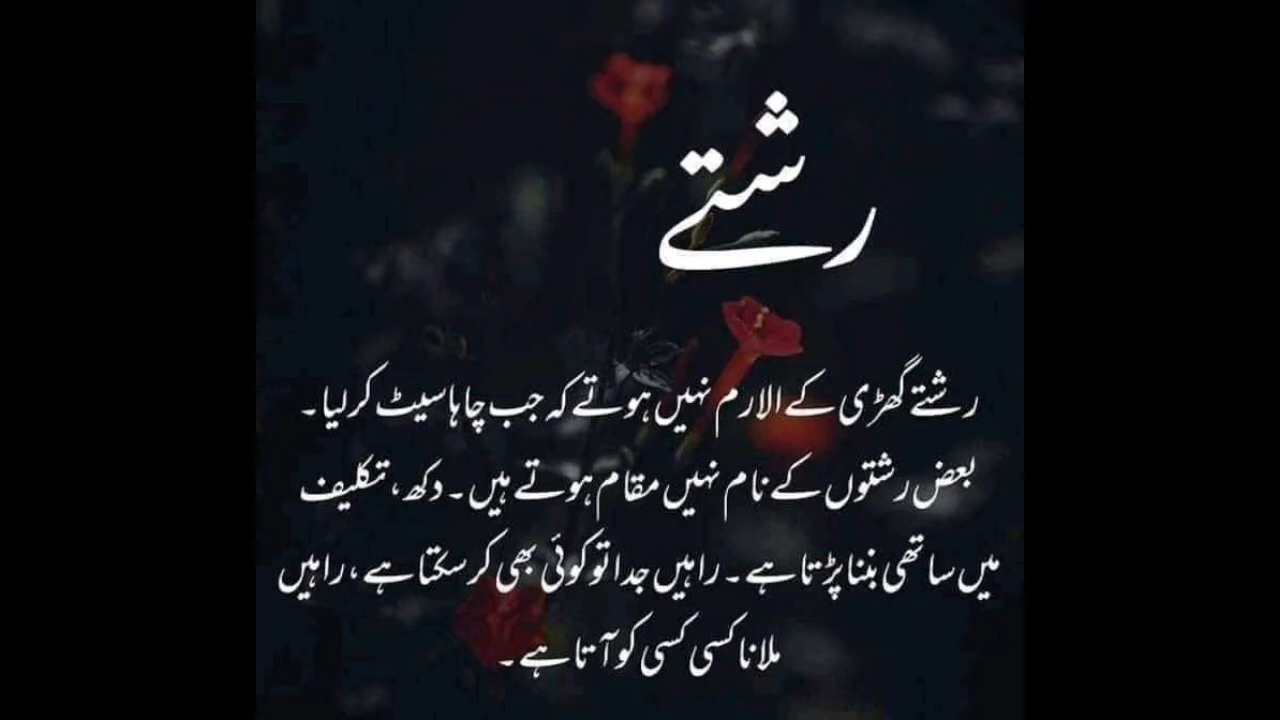 رشتے
رشتے گھڑی کے الارم نہیں ہوتے کہ جب چاہا سیٹ کر لیا۔
بعض رشتوں کے نام نہیں مقام ہوتے ہیں۔ دکھ، تکلیف
میں ساتھی بننا پڑتا ہے۔ راہیں جدا تو کوئی بھی کر سکتا ہے، راہیں
ملانا کسی کسی کو آتا ہے۔